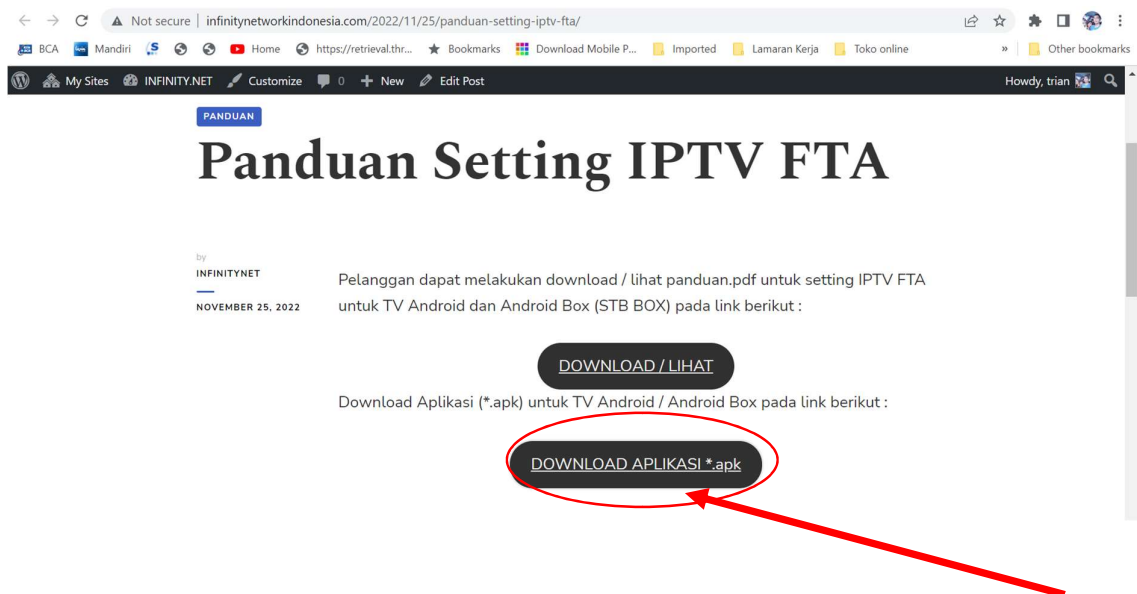 Not secure | infinitynetworkindonesia.com/2022/11/25/panduan-setting-iptv-fta/
BCA Mandiri Home https://retrieval.thr... Bookmarks Download Mobile P... Imported Lamaran Kerja Toko online » Other bookmarks
My Sites INFINITY.NET Customize 0 New Edit Post Howdy, trian
PANDUAN
Panduan Setting IPTV FTA
by
INFINITYNET
NOVEMBER 25, 2022
Pelanggan dapat melakukan download / lihat panduan.pdf untuk setting IPTV FTA
untuk TV Android dan Android Box (STB BOX) pada link berikut :
DOWNLOAD / LIHAT
Download Aplikasi (*.apk) untuk TV Android / Android Box pada link berikut :
DOWNLOAD APLIKASI *.apk